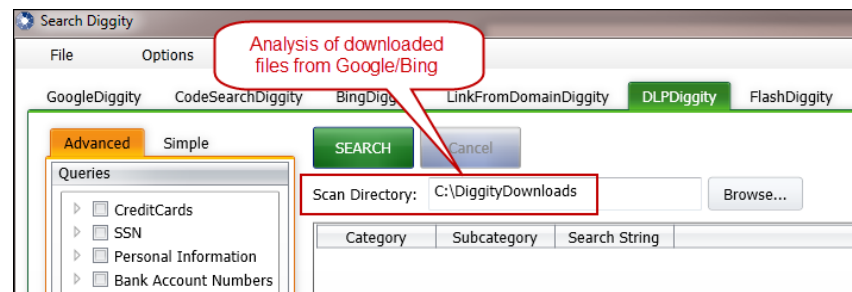 Search Diggity
File Options
Analysis of downloaded
files from Google/Bing
GoogleDiggity CodeSearchDiggity BingDigg LinkFromDomainDiggity DLPDiggity FlashDiggity
Advanced Simple
SEARCH Cancel
Queries
Scan Directory: C:\DiggityDownloads Browse...
CreditCards
SSN
Personal Information
Bank Account Numbers
Category Subcategory Search String